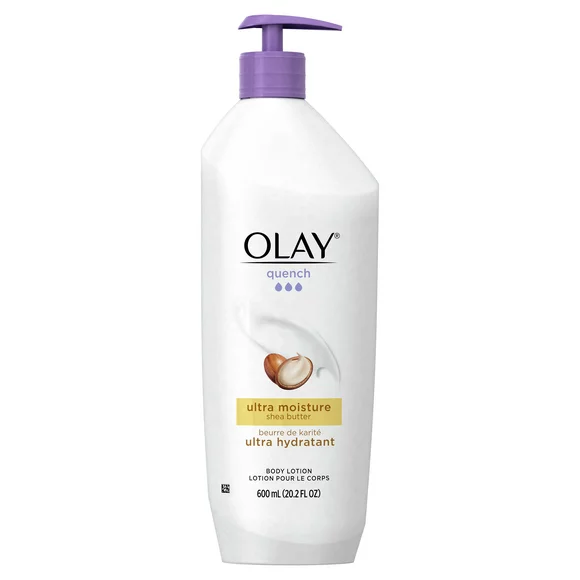 OLAY®
quench
ultra moisture
shea butter
beurre de karité
ultra hydratant
BODY LOTION
LOTION POUR LE CORPS
600 mL (20.2 FL OZ)